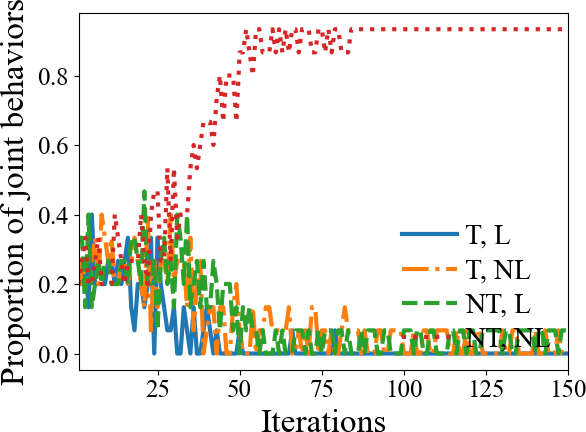 Proportion of joint behaviors
0.8
0.6
0.4
0.2
0.0
T, L
T, NL
NT, L
NT, NL
25 50 75 100 125 150
Iterations